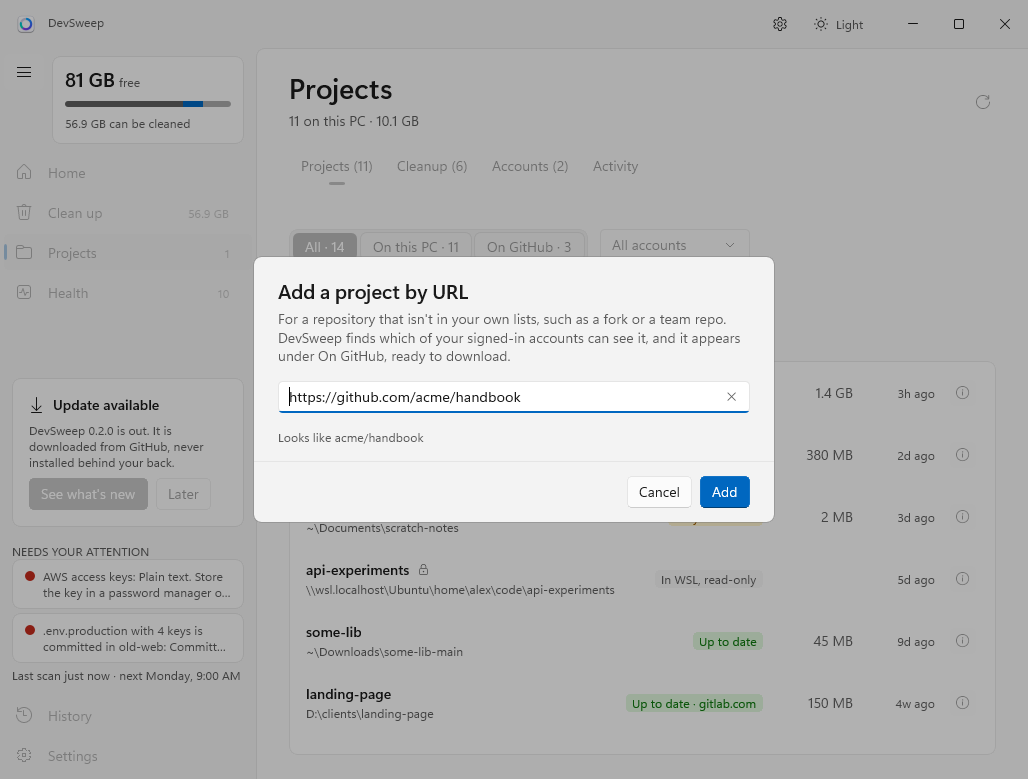 DevSweep
Light
81 GB free
56.9 GB can be cleaned
Home
Clean up 56.9 GB
Projects 1
Health 10
Update available
DevSweep 0.2.0 is out. It is
downloaded from GitHub, never
installed behind your back.
See what's new Later
NEEDS YOUR ATTENTION
AWS access keys: Plain text. Store
the key in a password manager o...
.env.production with 4 keys is
committed in old-web: Committ...
Last scan just now · next Monday, 9:00 AM
History
Settings
Projects
11 on this PC · 10.1 GB
Projects (11) Cleanup (6) Accounts (2) Activity
All · 14 On this PC · 11 On GitHub · 3 All accounts
Add a project by URL
For a repository that isn't in your own lists, such as a fork or a team repo.
DevSweep finds which of your signed-in accounts can see it, and it appears
under On GitHub, ready to download.
https://github.com/acme/handbook
Looks like acme/handbook
Cancel Add
1.4 GB 3h ago
380 MB 2d ago
2 MB 3d ago
~\Documents\scratch-notes
api-experiments
\\wsl.localhost\Ubuntu\home\alex\code\api-experiments
In WSL, read-only 5d ago
some-lib
~\Downloads\some-lib-main
Up to date 45 MB 9d ago
landing-page
D:\clients\landing-page
Up to date · gitlab.com 150 MB 4w ago